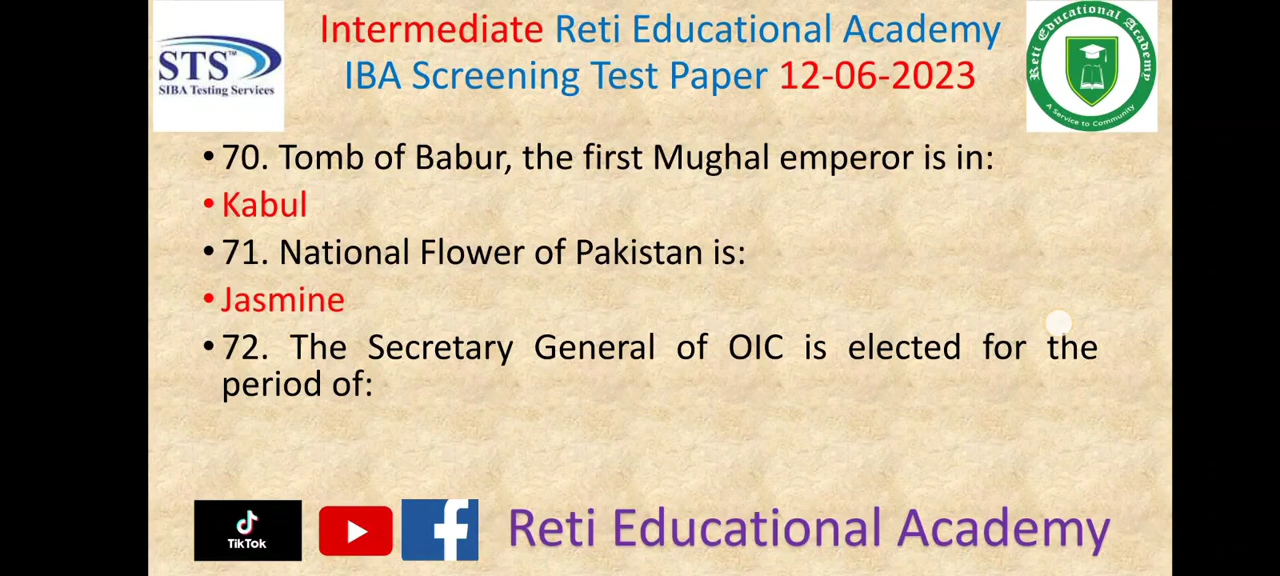 Intermediate Reti Educational Academy
IBA Screening Test Paper 12-06-2023
STS™
SIBA Testing Services
Reti Educational Academy
A Service to Community
• 70. Tomb of Babur, the first Mughal emperor is in:
• Kabul
• 71. National Flower of Pakistan is:
• Jasmine
• 72. The Secretary General of OIC is elected for the
period of:
TikTok
Reti Educational Academy